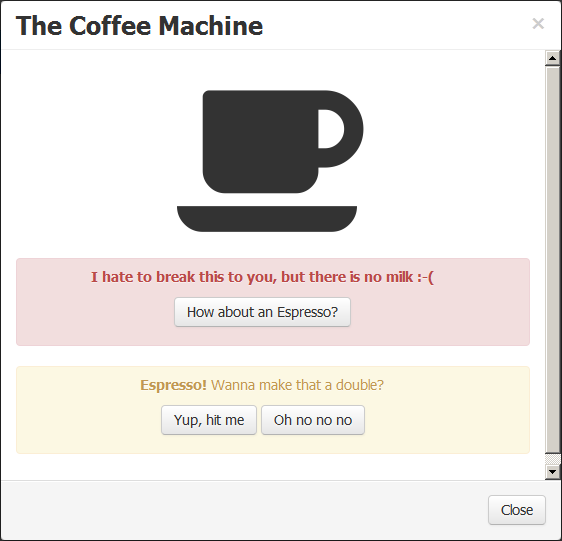 The Coffee Machine
×
I hate to break this to you, but there is no milk :-(
How about an Espresso?
Espresso! Wanna make that a double?
Yup, hit me
Oh no no no
Close